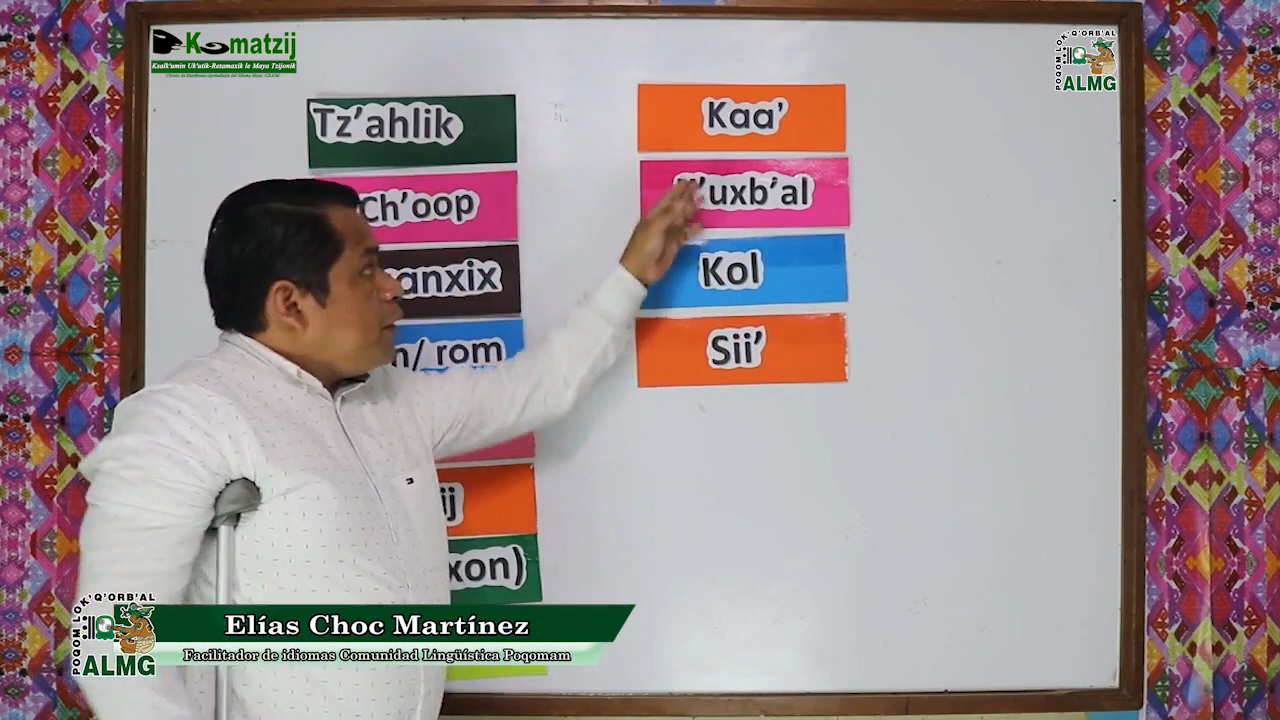 Komatzij
Ksalk'umin Uk'utik-Retamaxik le Maya Tzijonik
POQOM LOK' Q'ORB'AL
ALMG
Tz’ahlik
Ch’oop
anxix
rom
ij
xon)
Kaa’
’uxb’al
Kol
Sii’
POQOM LOK' Q'ORB'AL
ALMG
Elías Choc Martínez
Facilitador de idiomas Comunidad Lingüística Poqomam